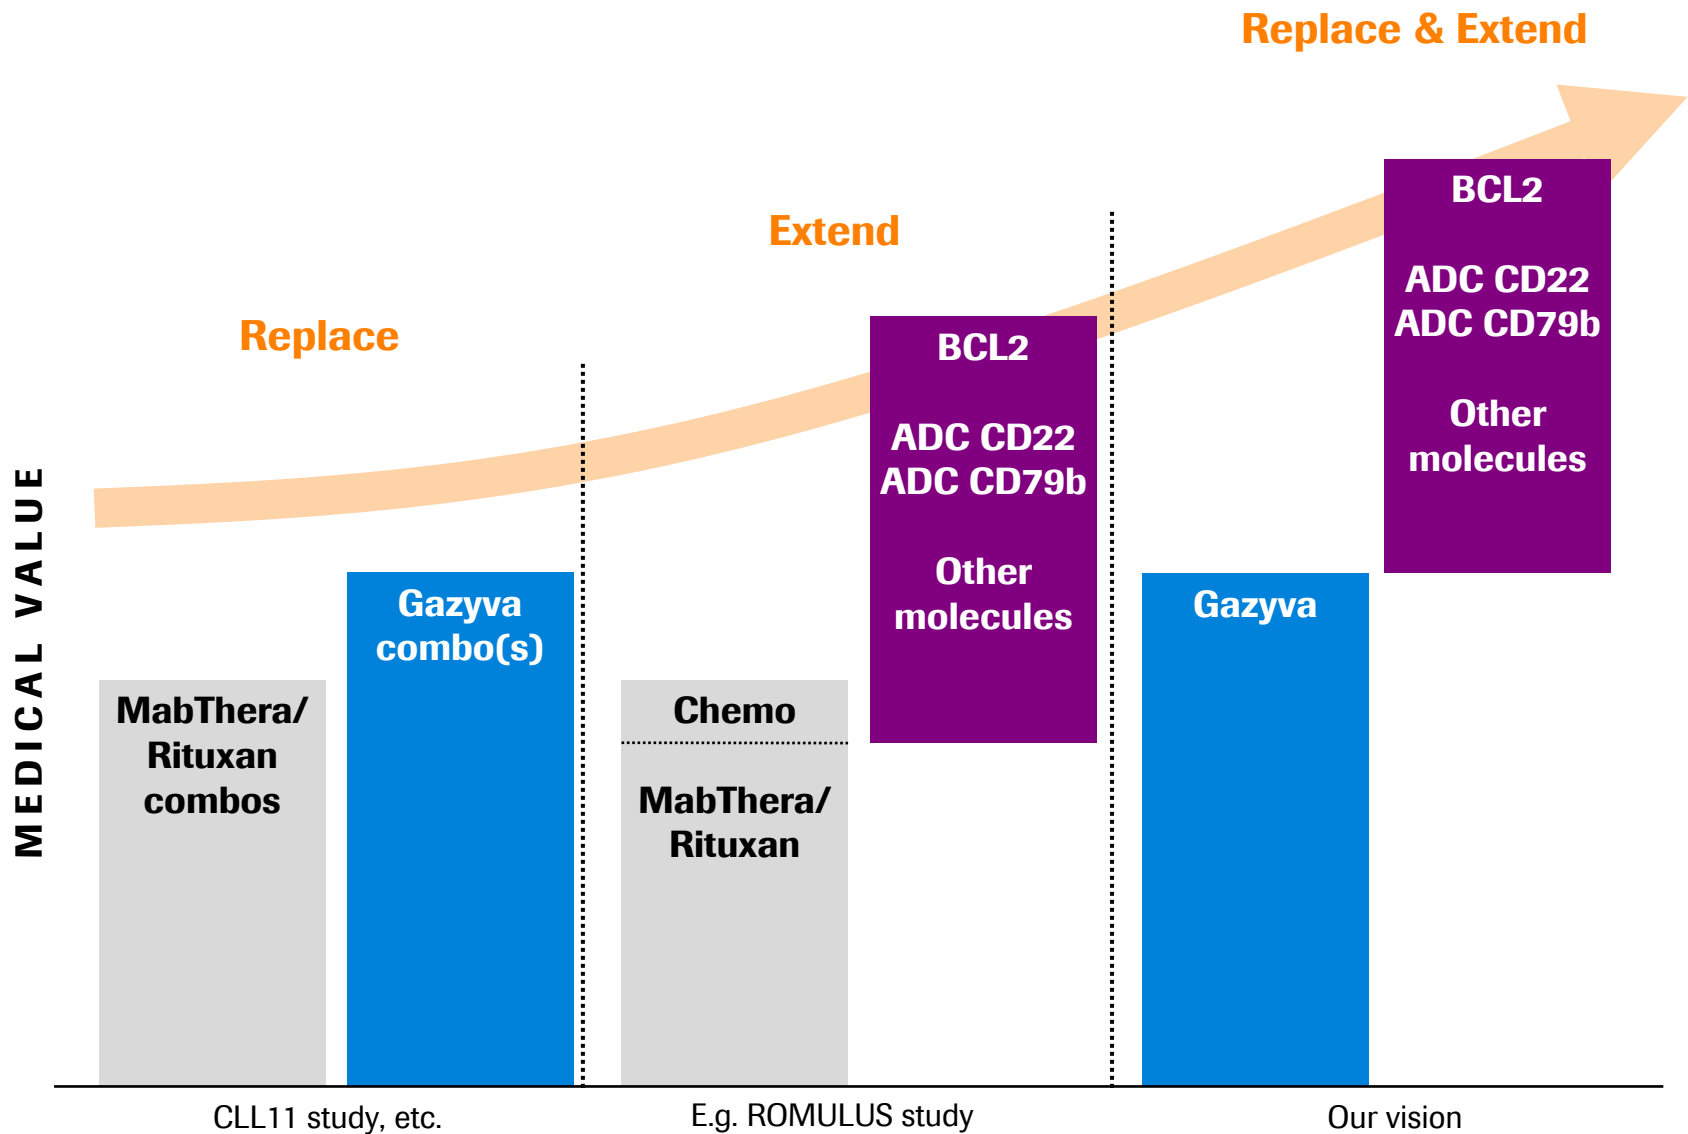 Replace & Extend
Extend
Replace
MEDICAL VALUE
MabThera/
Rituxan
combos
Gazyva
combo(s)
Chemo
MabThera/
Rituxan
BCL2
ADC CD22
ADC CD79b
Other
molecules
Gazyva
BCL2
ADC CD22
ADC CD79b
Other
molecules
CLL11 study, etc.
E.g. ROMULUS study
Our vision